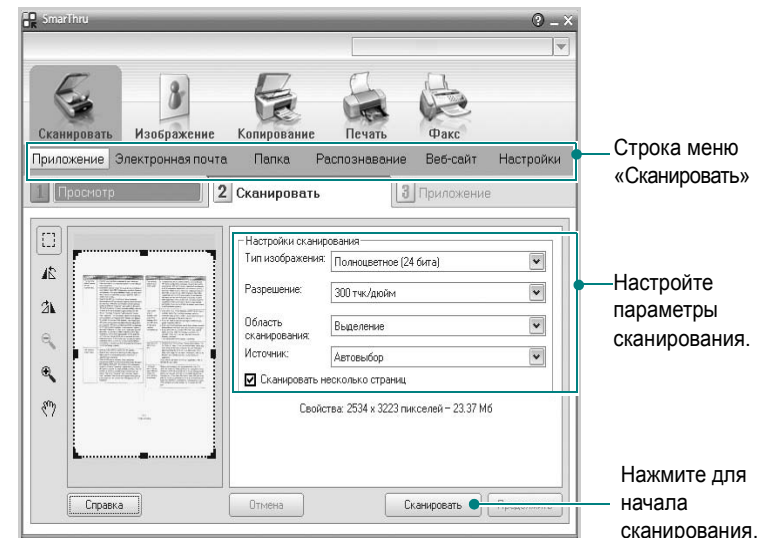 SmarThru
Сканировать Изображение Копирование Печать Факс
Приложение Электронная почта Папка Распознавание Веб-сайт Настройки
1 Просмотр 2 Сканировать 3 Приложение
Настройки сканирования
Тип изображения: Полноцветное (24 бита)
Разрешение: 300 тчк/дюйм
Область
сканирования: Выделение
Источник: Автовыбор
Сканировать несколько страниц
Свойства: 2534 x 3223 пикселей – 23.37 Мб
Справка Отмена Сканировать
Строка меню
«Сканировать»
Настройте
параметры
сканирования.
Нажмите для
начала
сканирования.